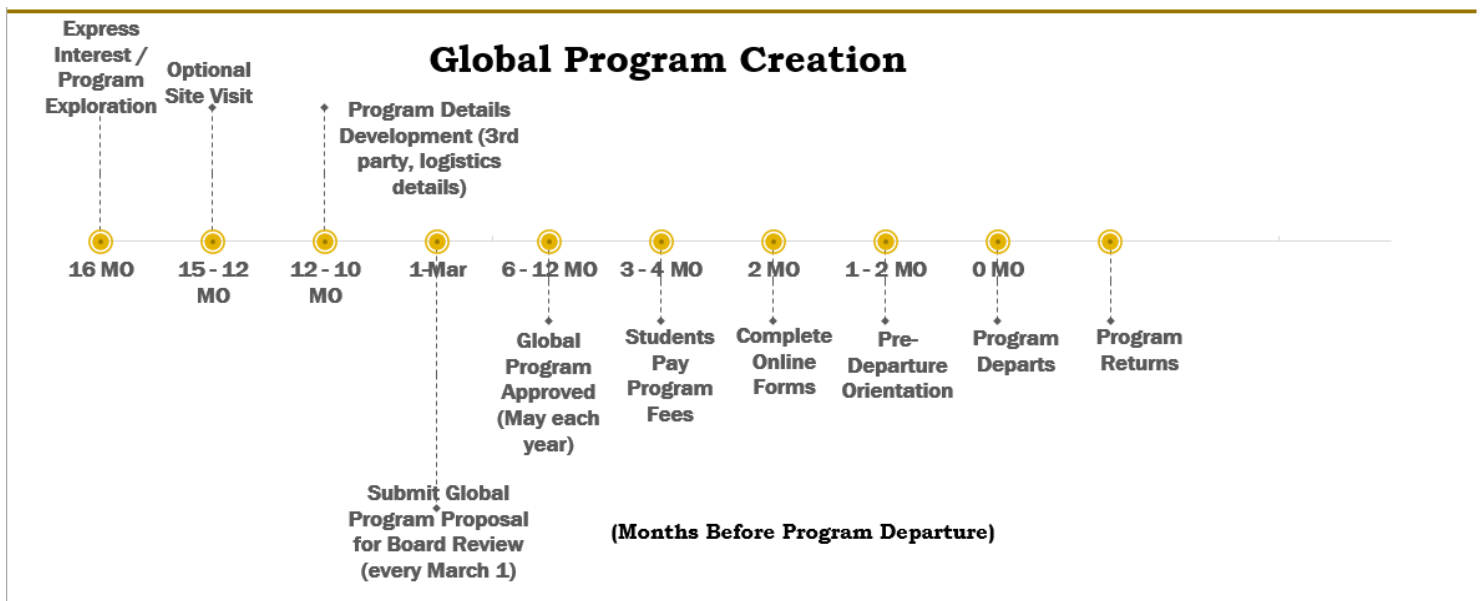 Global Program Creation
Express
Interest /
Program
Exploration
Optional
Site Visit
Program Details
Development (3rd
party, logistics
details)
16 MO
15 - 12
MO
12 - 10
MO
1-Mar
6 - 12 MO
3 - 4 MO
2 MO
1 - 2 MO
0 MO
Submit Global
Program Proposal
for Board Review
(every March 1)
Global
Program
Approved
(May each
year)
Students
Pay
Program
Fees
Complete
Online
Forms
Pre-
Departure
Orientation
Program
Departs
Program
Returns
(Months Before Program Departure)